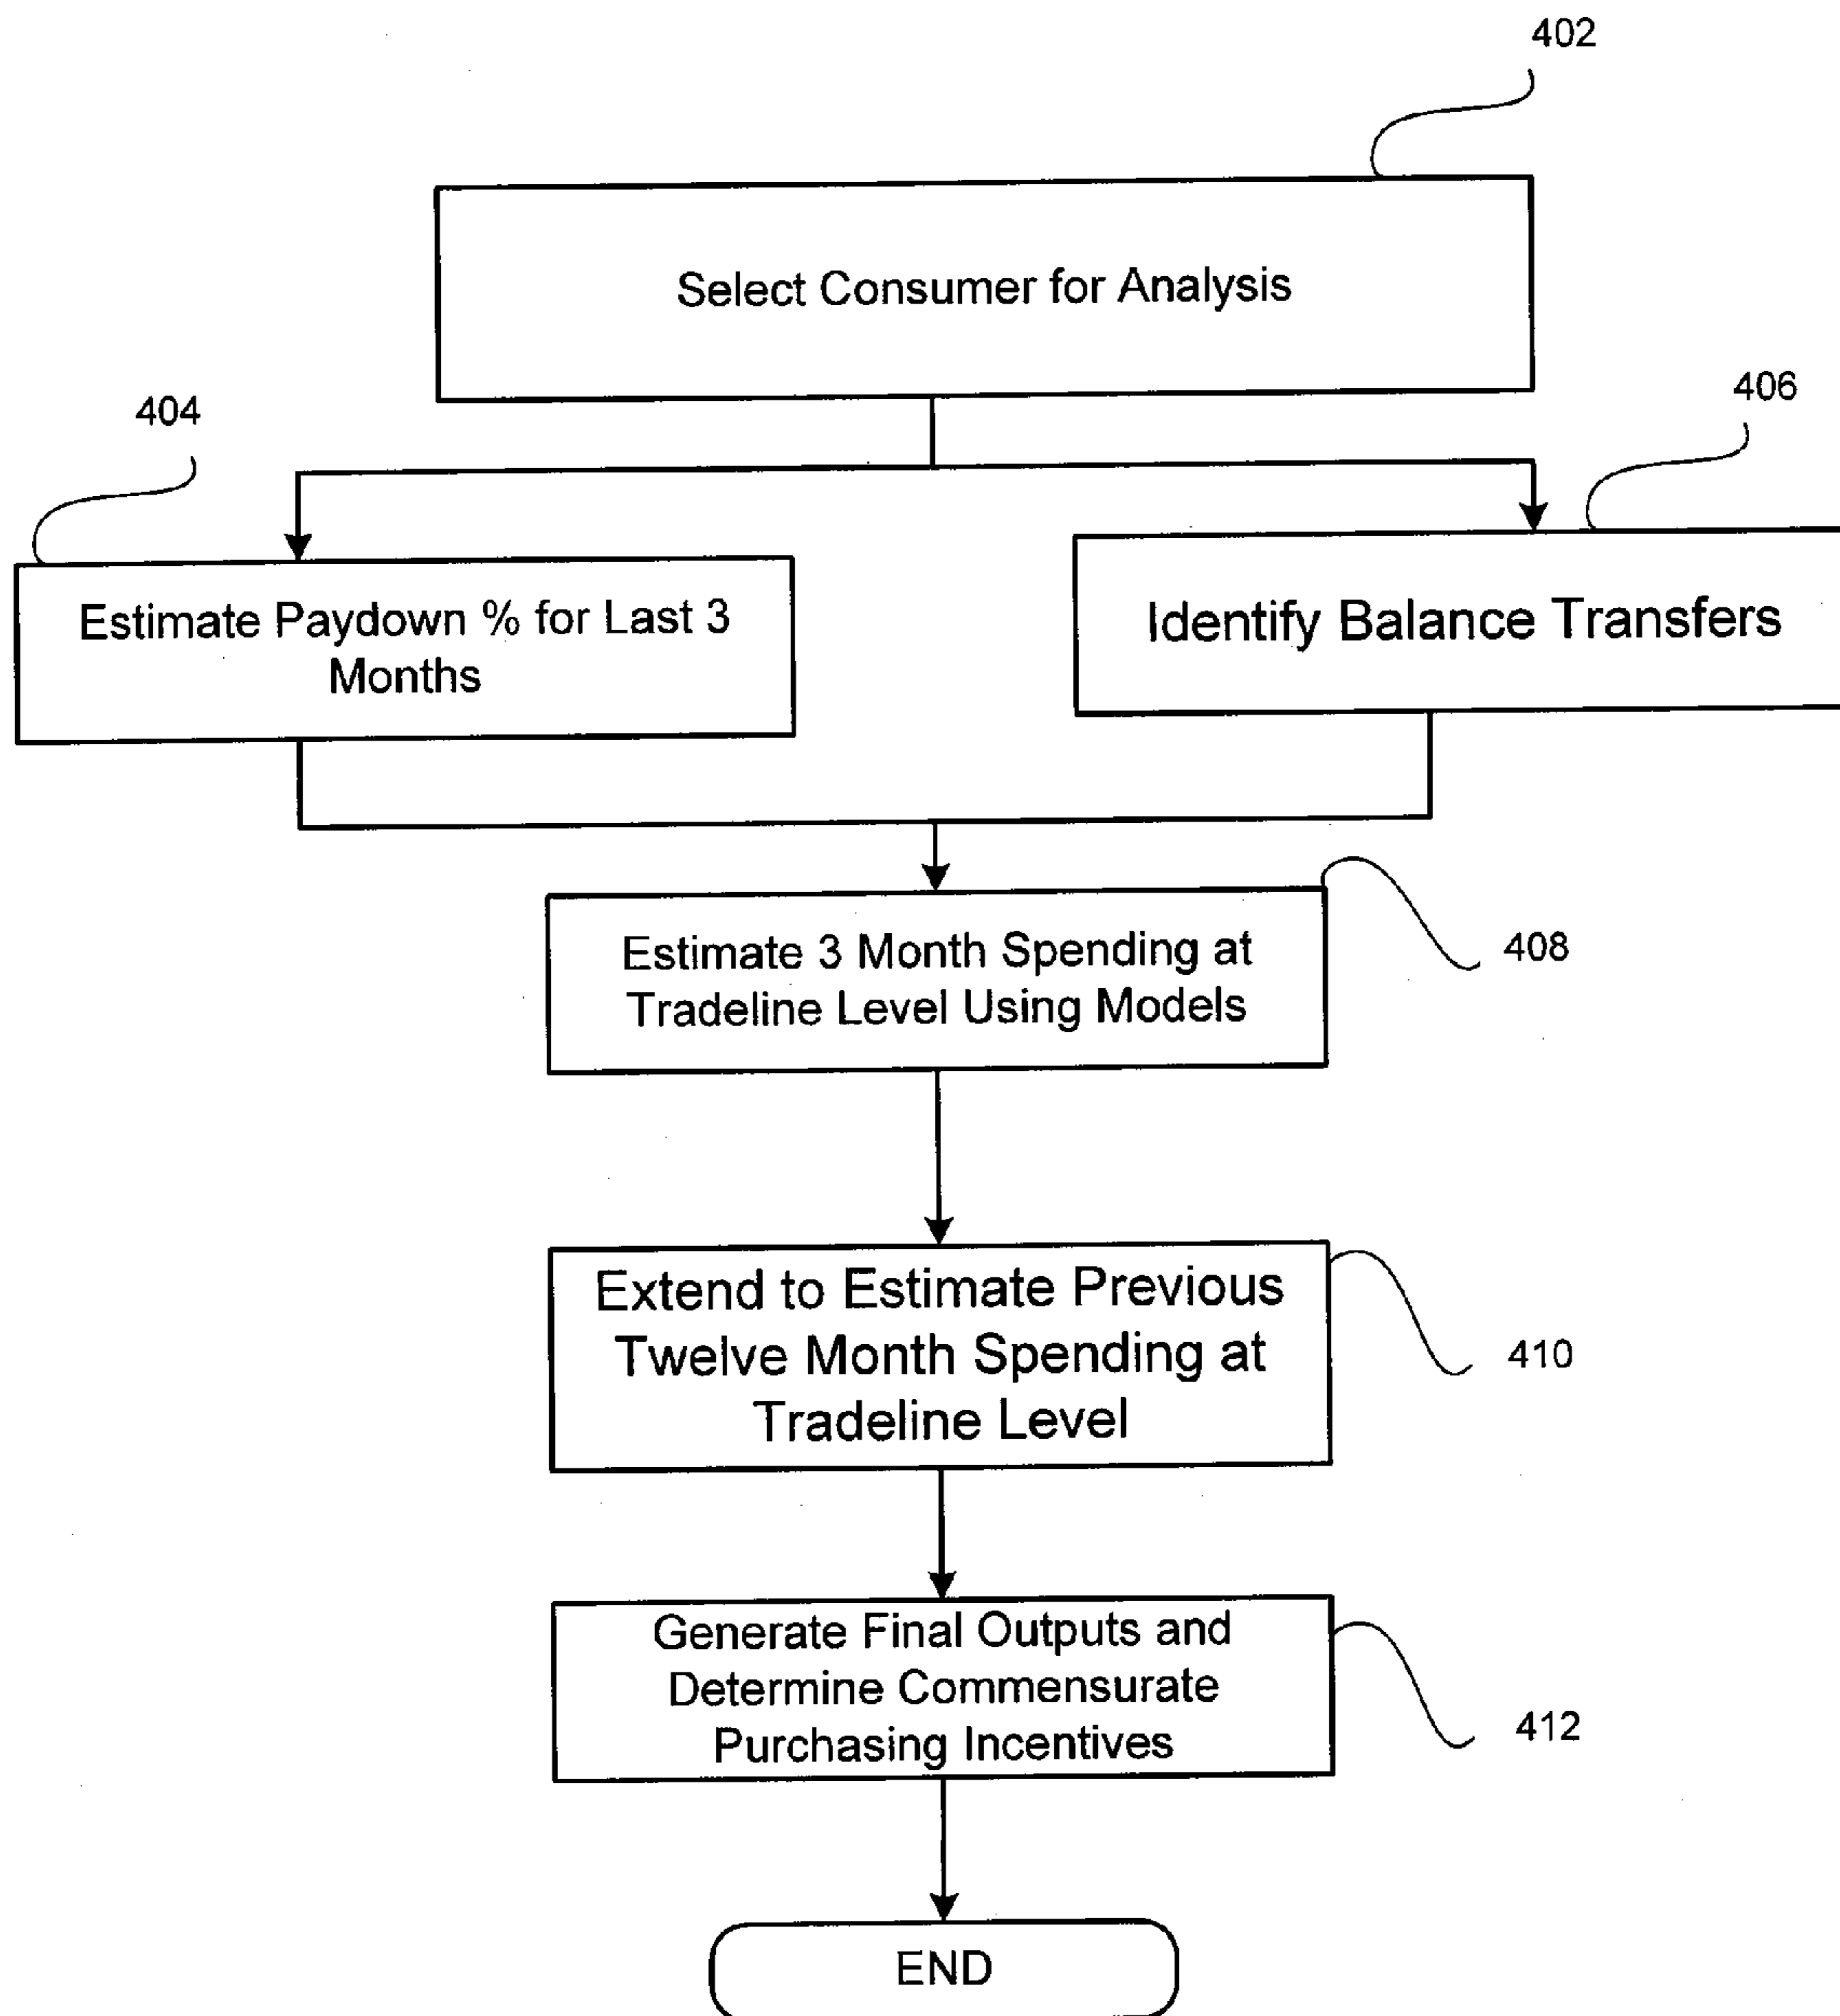 402
Select Consumer for Analysis
404
406
Estimate Paydown % for Last 3
Months
Identify Balance Transfers
Estimate 3 Month Spending at
Tradeline Level Using Models
408
Extend to Estimate Previous
Twelve Month Spending at
Tradeline Level
410
Generate Final Outputs and
Determine Commensurate
Purchasing Incentives
412
END